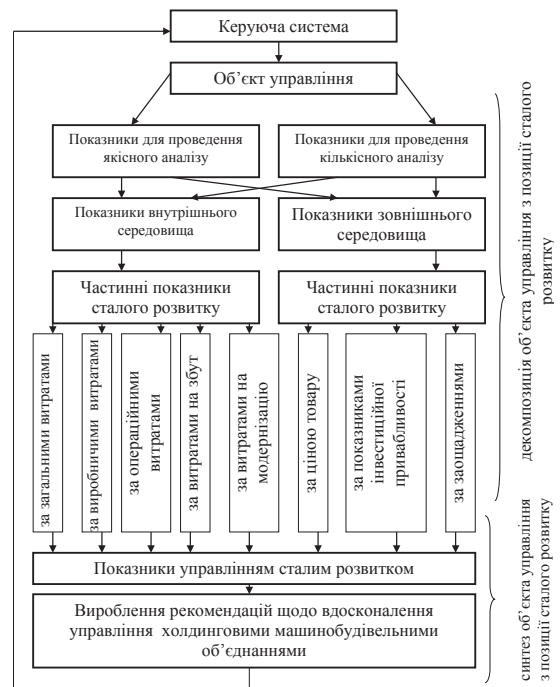 Керуюча система
Об’єкт управління
Показники для проведення
якісного аналізу
Показники для проведення
кількісного аналізу
Показники внутрішнього
середовища
Показники зовнішнього
середовища
Частинні показники
сталого розвитку
Частинні показники
сталого розвитку
за загальними витратами
за виробничими витратами
за операційними
витратами
за витратами на збут
за витратами на
модернізацію
за ціною товару
за показниками
інвестиційної
привабливості
за заощадженнями
Показники управлінням сталим розвитком
Вироблення рекомендацій щодо вдосконалення
управління холдинговими машинобудівельними
об’єднаннями
декомпозиція об’єкта управління з позиції сталого
розвитку
синтез об’єкта управління
з позиції сталого розвитку